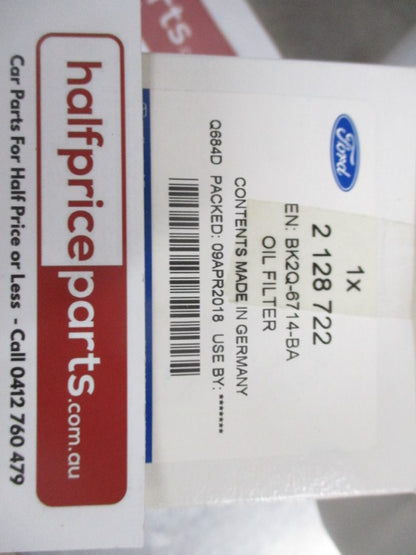 halfpriceparts.com.au
Car Parts For Half Price or Less - Call 0412 760 479
parts
Ford
1x
2 128 722
EN: BK2Q-6714-BA
OIL FILTER
CONTENTS MADE IN GERMANY
Q684D PACKED: 09APR2018 USE BY: *******